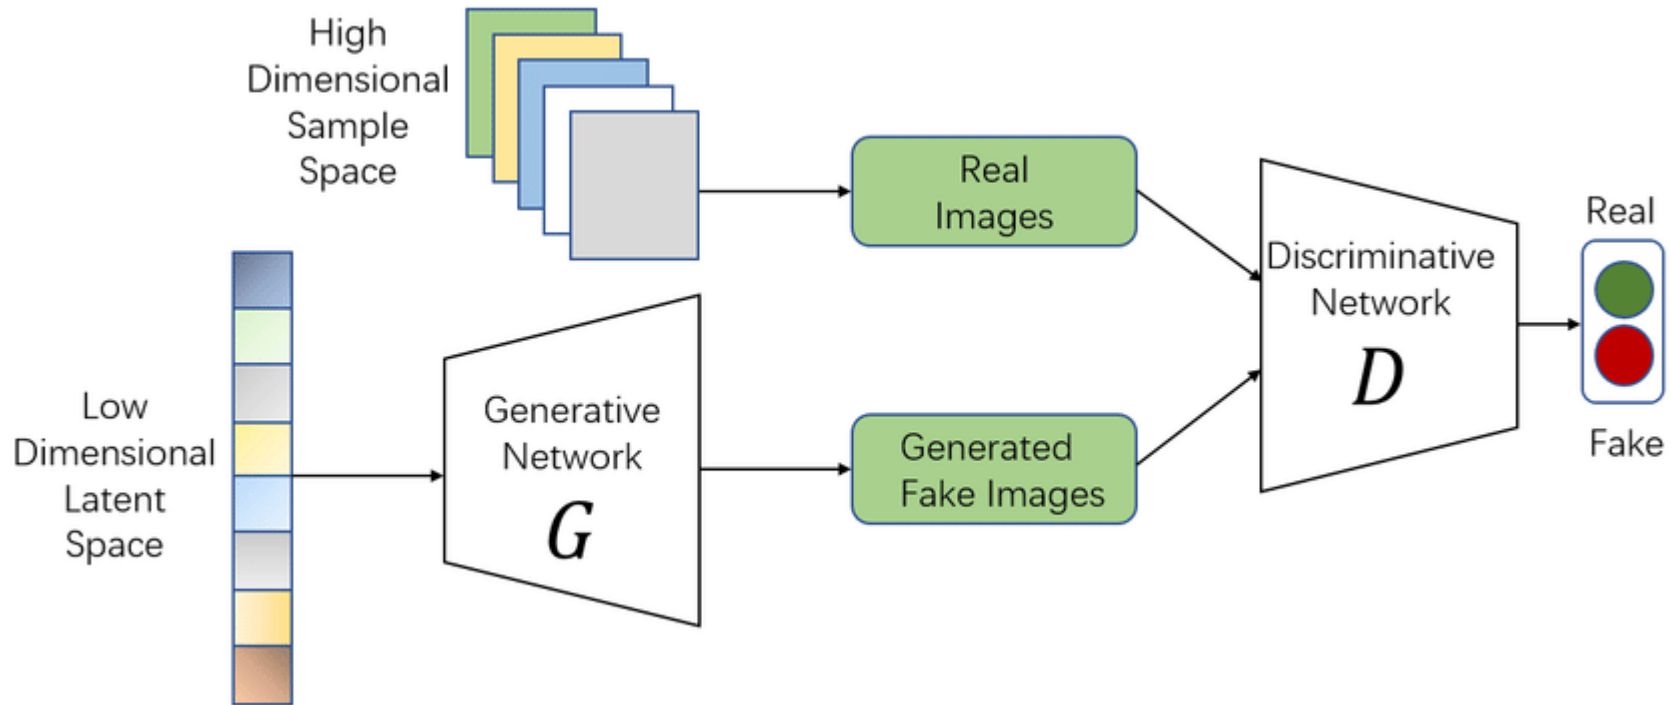 High
Dimensional
Sample
Space
Real
Images
Real
Discriminative
Network
D
Fake
Low
Dimensional
Latent
Space
Generative
Network
G
Generated
Fake Images